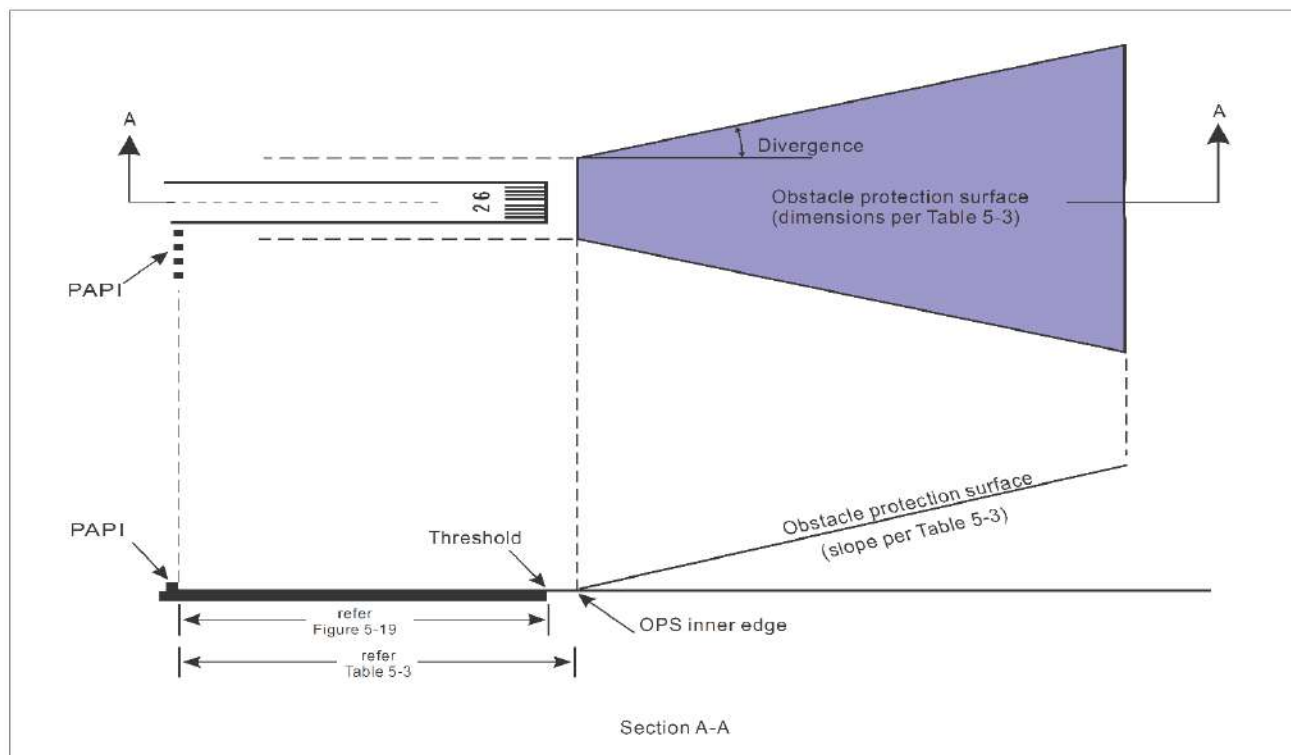 A
A
Divergence
Obstacle protection surface
(dimensions per Table 5-3)
26
PAPI
Obstacle protection surface
(slope per Table 5-3)
PAPI
Threshold
refer
Figure 5-19
OPS inner edge
refer
Table 5-3
Section A-A